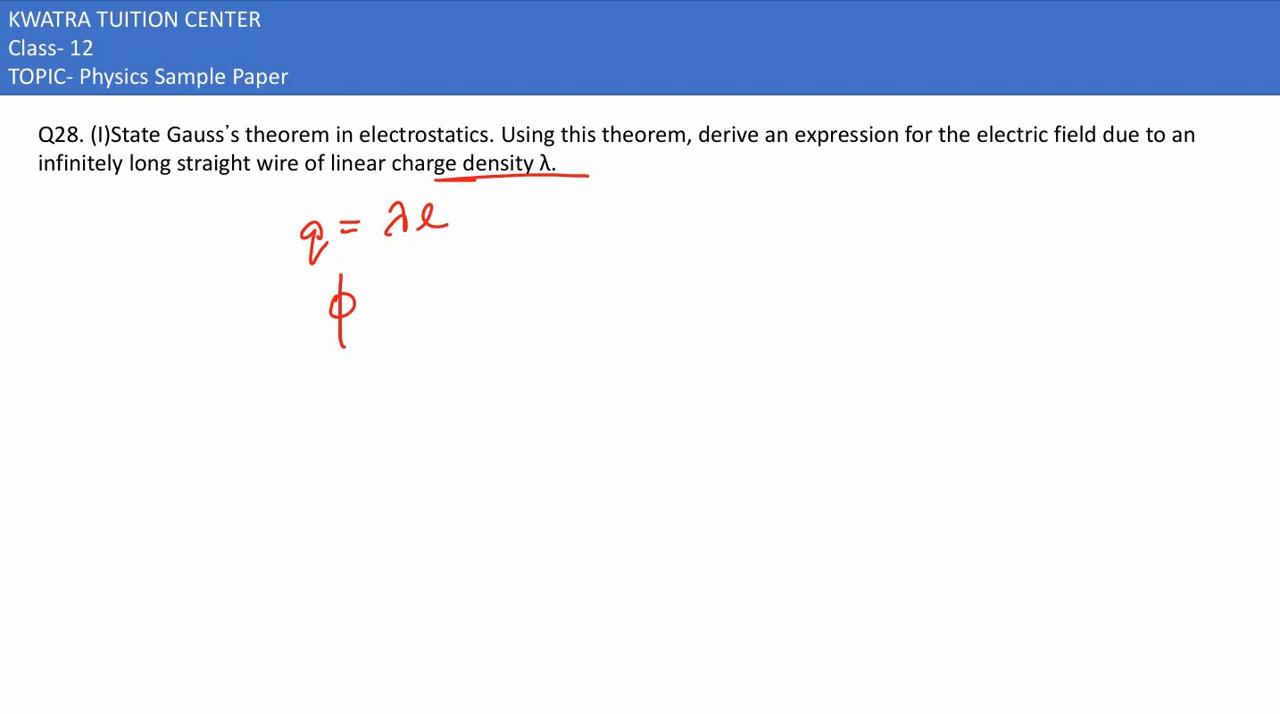 KWATRA TUITION CENTER
Class- 12
TOPIC- Physics Sample Paper
Q28. (I)State Gauss's theorem in electrostatics. Using this theorem, derive an expression for the electric field due to an
infinitely long straight wire of linear charge density λ.
q = λl
ϕ